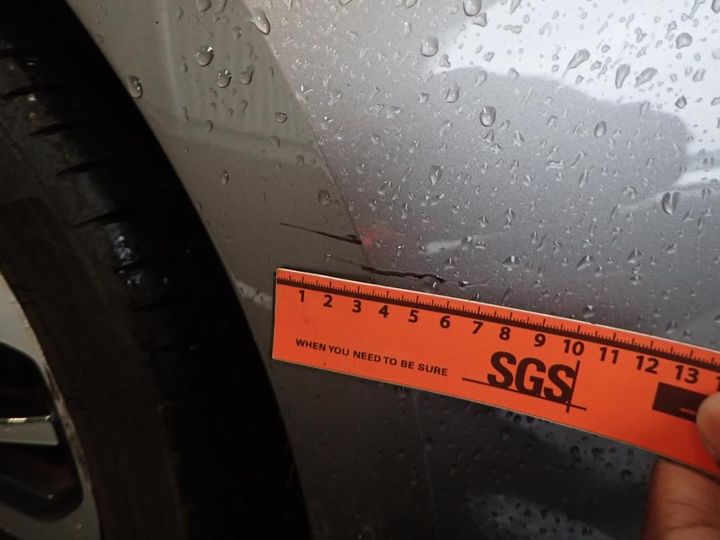 1 2 3 4 5 6 7 8 9 10 11 12 13
WHEN YOU NEED TO BE SURE
SGS